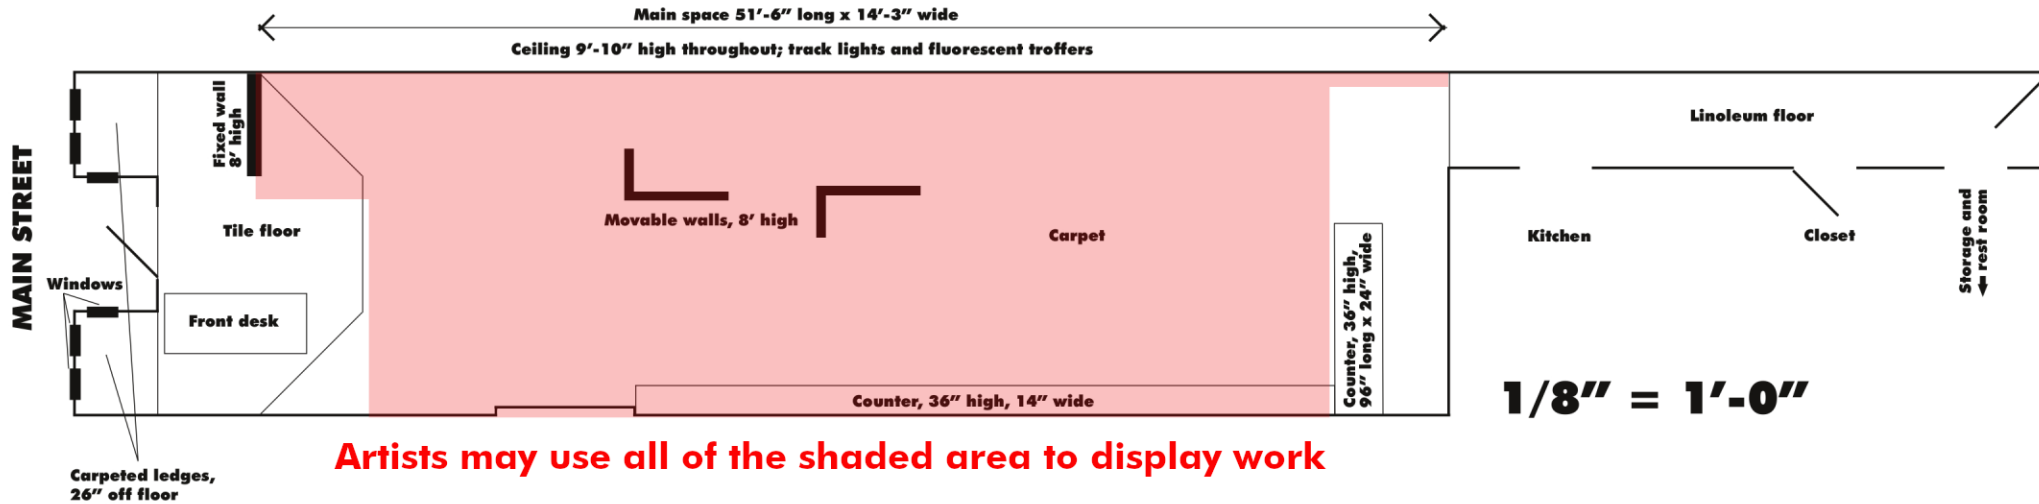 Main space 51’-6” long x 14’-3” wide
Ceiling 9’-10” high throughout; track lights and fluorescent troffers
Fixed wall
8’ high
Linoleum floor
MAIN STREET
Movable walls, 8’ high
Tile floor
Carpet
Kitchen
Closet
Storage and
rest room
Windows
Front desk
Counter, 36” high,
96” long x 24” wide
Counter, 36” high, 14” wide
1/8” = 1’-0”
Artists may use all of the shaded area to display work
Carpeted ledges,
26” off floor